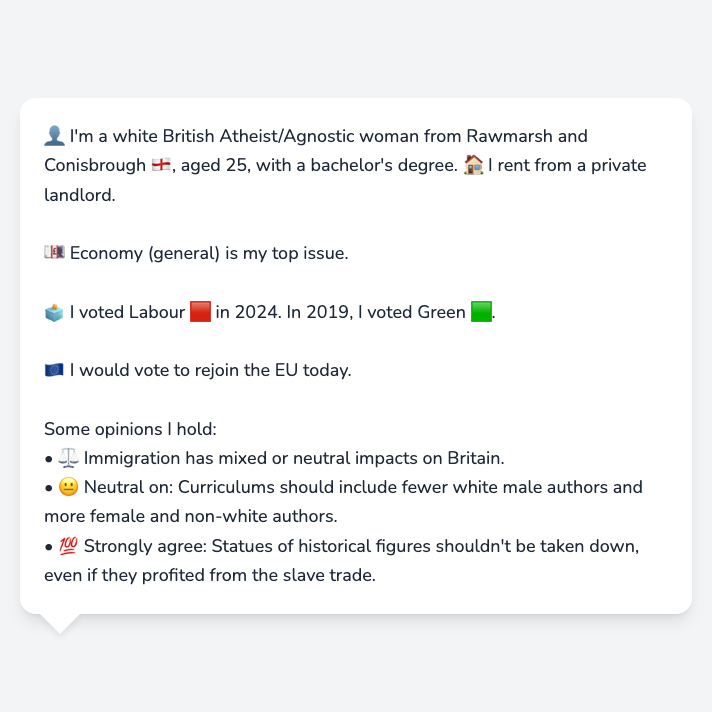 👤 I'm a white British Atheist/Agnostic woman from Rawmarsh and
Conisbrough 🏴󠁧󠁢󠁥󠁮󠁧󠁿, aged 25, with a bachelor's degree. 🏠 I rent from a private
landlord.
💷 Economy (general) is my top issue.
🗳️ I voted Labour 🟥 in 2024. In 2019, I voted Green 🟩.
🇪🇺 I would vote to rejoin the EU today.
Some opinions I hold:
• ⚖️ Immigration has mixed or neutral impacts on Britain.
• 😐 Neutral on: Curriculums should include fewer white male authors and
more female and non-white authors.
• 💯 Strongly agree: Statues of historical figures shouldn't be taken down,
even if they profited from the slave trade.